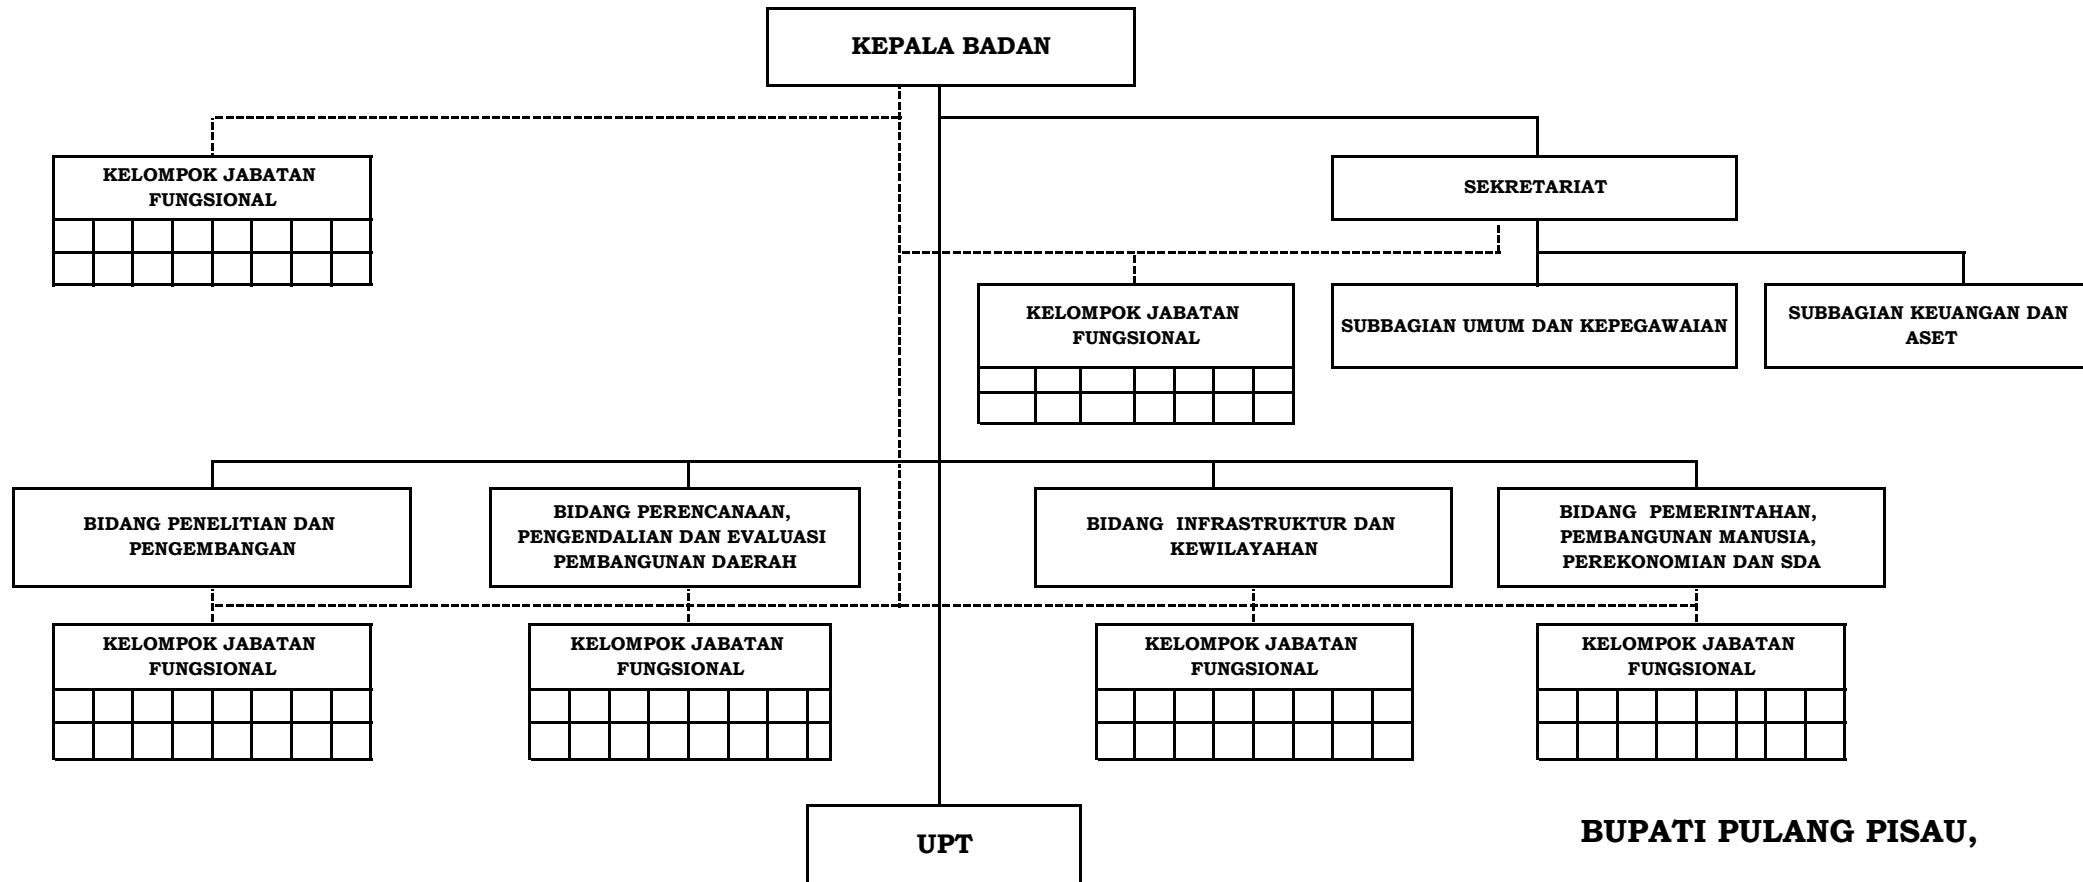 KEPALA BADAN
KELOMPOK JABATAN
FUNGSIONAL
SEKRETARIAT
KELOMPOK JABATAN
FUNGSIONAL
SUBBAGIAN UMUM DAN KEPEGAWAIAN
SUBBAGIAN KEUANGAN DAN
ASET
BIDANG PENELITIAN DAN
PENGEMBANGAN
BIDANG PERENCANAAN,
PENGENDALIAN DAN EVALUASI
PEMBANGUNAN DAERAH
BIDANG INFRASTRUKTUR DAN
KEWILAYAHAN
BIDANG PEMERINTAHAN,
PEMBANGUNAN MANUSIA,
PEREKONOMIAN DAN SDA
KELOMPOK JABATAN
FUNGSIONAL
KELOMPOK JABATAN
FUNGSIONAL
KELOMPOK JABATAN
FUNGSIONAL
KELOMPOK JABATAN
FUNGSIONAL
UPT
BUPATI PULANG PISAU,